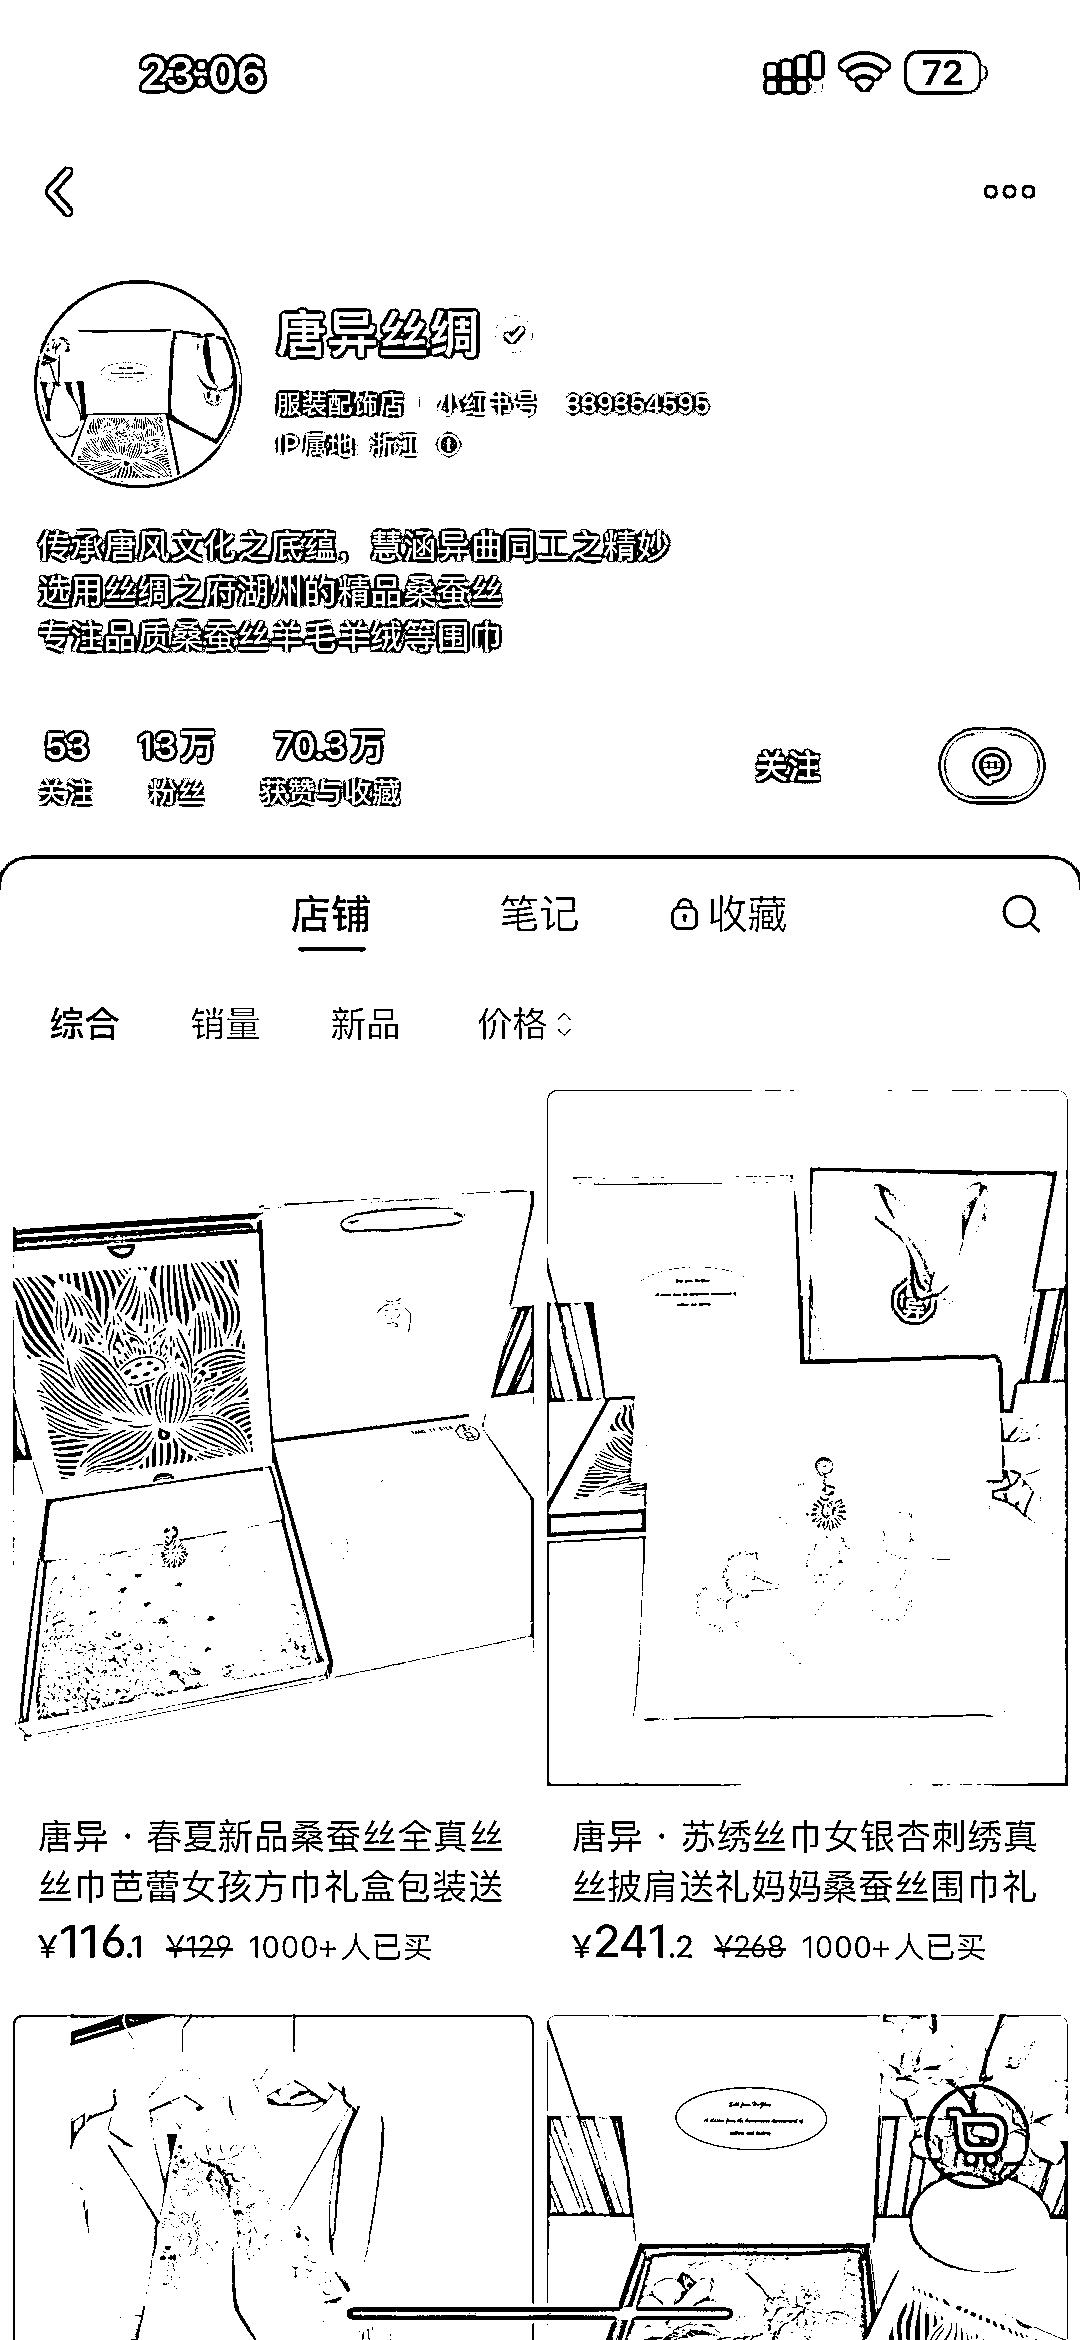 23:06
72
唐异丝绸
服装配饰店 小红书号 889864595
IP属地 浙江
传承唐风文化之底蕴，慧涵异曲同工之精妙
选用丝绸之府湖州的精品桑蚕丝
专注品质桑蚕丝羊毛羊绒等围巾
53 13万 70.3万
关注 粉丝 获赞与收藏
关注
店铺 笔记 收藏
综合 销量 新品 价格
唐异·春夏新品桑蚕丝全真丝
丝巾芭蕾女孩方巾礼盒包装送
¥116.1 ¥129 1000+人已买
唐异·苏绣丝巾女银杏刺绣真
丝披肩送礼妈妈桑蚕丝围巾礼
¥241.2 ¥268 1000+人已买